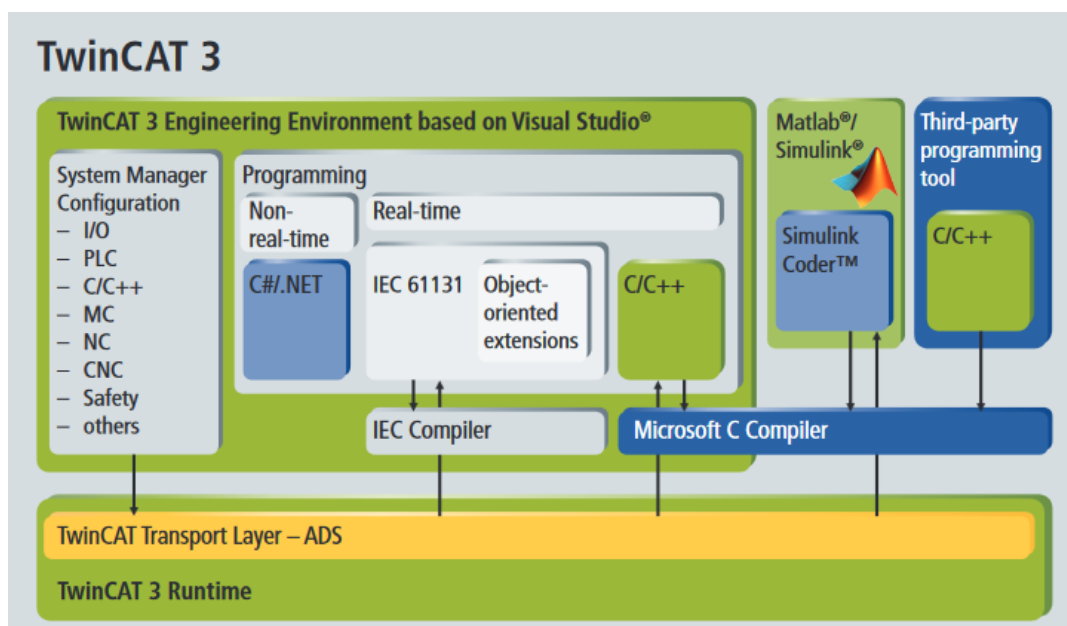 TwinCAT 3
TwinCAT 3 Engineering Environment based on Visual Studio®
System Manager
Configuration
– I/O
– PLC
– C/C++
– MC
– NC
– CNC
– Safety
– others
Programming
Non-
real-time
Real-time
C#/.NET
IEC 61131
Object-
oriented
extensions
C/C++
Matlab®/
Simulink®
Simulink
Coder™
Third-party
programming
tool
C/C++
IEC Compiler
Microsoft C Compiler
TwinCAT Transport Layer – ADS
TwinCAT 3 Runtime